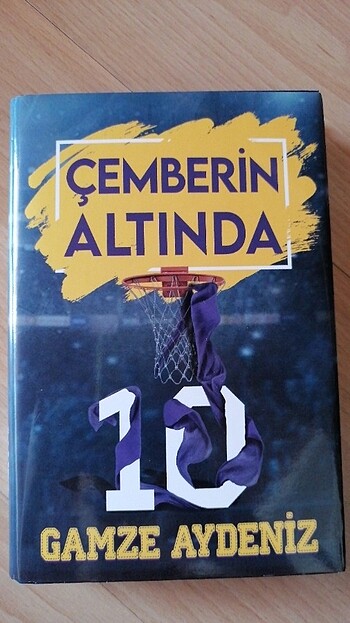 ÇEMBERİN
ALTINDA
10
GAMZE AYDENİZ